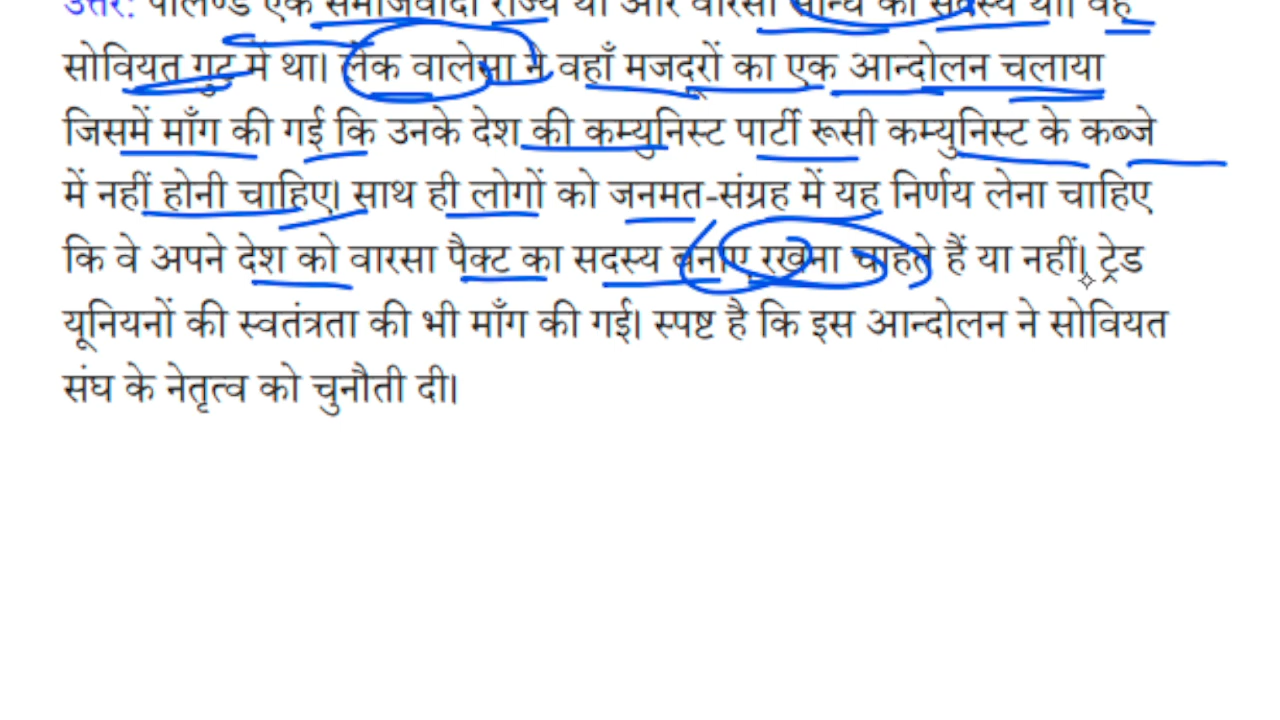 उत्तर: पोलैण्ड एक समाजवादी राज्य था और वारसा सन्धि का सदस्य था। वह
सोवियत गुट में था। लेक वालेसा ने वहाँ मजदूरों का एक आन्दोलन चलाया
जिसमें माँग की गई कि उनके देश की कम्युनिस्ट पार्टी रूसी कम्युनिस्ट के कब्जे
में नहीं होनी चाहिए। साथ ही लोगों को जनमत-संग्रह में यह निर्णय लेना चाहिए
कि वे अपने देश को वारसा पैक्ट का सदस्य बनाए रखना चाहते हैं या नहीं। ट्रेड
यूनियनों की स्वतंत्रता की भी माँग की गई। स्पष्ट है कि इस आन्दोलन ने सोवियत
संघ के नेतृत्व को चुनौती दी।